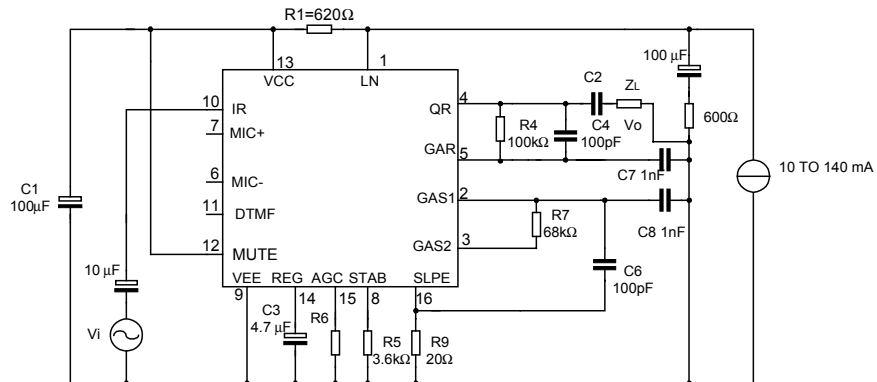 R1=620Ω
100 μF
13
1
VCC
LN
C2
ZL
10
IR
QR
4
7
MIC+
R4
100kΩ
C4
100pF
Vo
600Ω
GAR
5
C7 1nF
10 TO 140 mA
6
MIC-
C1
100μF
11
DTMF
GAS1
2
R7
68kΩ
C8 1nF
12
MUTE
GAS2
3
10 μF
VEE
REG
AGC
STAB
SLPE
C6
100pF
9
14
15
8
16
C3
4.7 μF
R6
Vi
R5
3.6kΩ
R9
20Ω